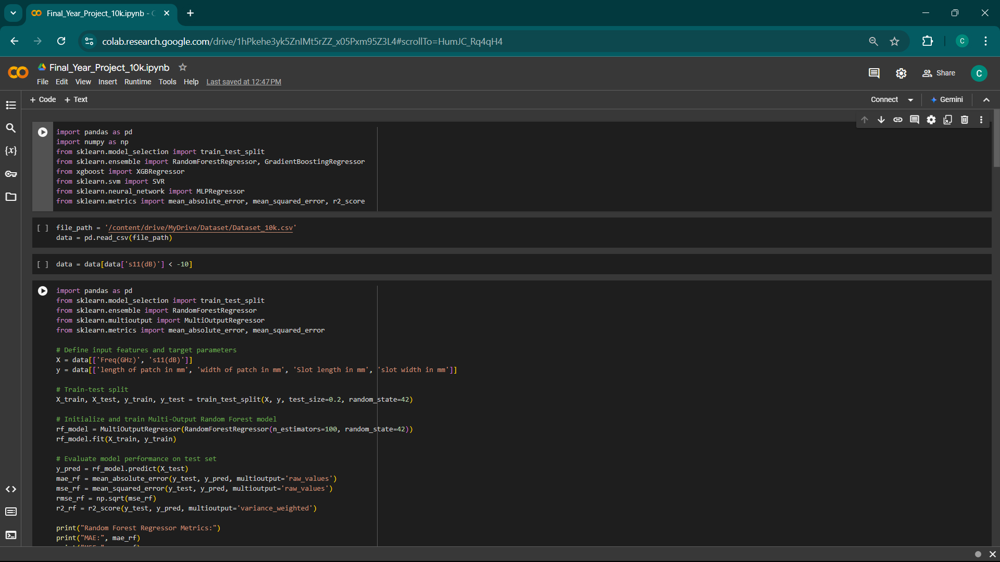 Final_Year_Project_10k.ipynb - C
colab.research.google.com/drive/1hPkehe3yk5ZnIMt5rZZ_x05Pxm95Z3L4#scrollTo=HumJC_Rq4qH4
C
Final_Year_Project_10k.ipynb
File Edit View Insert Runtime Tools Help Last saved at 12:47 PM
Share
C
+ Code + Text
Connect
Gemini
import pandas as pd
import numpy as np
from sklearn.model_selection import train_test_split
from sklearn.ensemble import RandomForestRegressor, GradientBoostingRegressor
from xgboost import XGBRegressor
from sklearn.svm import SVR
from sklearn.neural_network import MLPRegressor
from sklearn.metrics import mean_absolute_error, mean_squared_error, r2_score
[ ] file_path = '/content/drive/MyDrive/Dataset/Dataset_10k.csv'
data = pd.read_csv(file_path)
[ ] data = data[data['s11(dB)'] < -10]
import pandas as pd
from sklearn.model_selection import train_test_split
from sklearn.ensemble import RandomForestRegressor
from sklearn.multioutput import MultiOutputRegressor
from sklearn.metrics import mean_absolute_error, mean_squared_error
# Define input features and target parameters
X = data[['Freq(GHz)', 's11(dB)']]
y = data[['length of patch in mm', 'width of patch in mm', 'Slot length in mm', 'slot width in mm']]
# Train-test split
X_train, X_test, y_train, y_test = train_test_split(X, y, test_size=0.2, random_state=42)
# Initialize and train Multi-Output Random Forest model
rf_model = MultiOutputRegressor(RandomForestRegressor(n_estimators=100, random_state=42))
rf_model.fit(X_train, y_train)
# Evaluate model performance on test set
y_pred = rf_model.predict(X_test)
mae_rf = mean_absolute_error(y_test, y_pred, multioutput='raw_values')
mse_rf = mean_squared_error(y_test, y_pred, multioutput='raw_values')
rmse_rf = np.sqrt(mse_rf)
r2_rf = r2_score(y_test, y_pred, multioutput='variance_weighted')
print("Random Forest Regressor Metrics:")
print("MAE:", mae_rf)